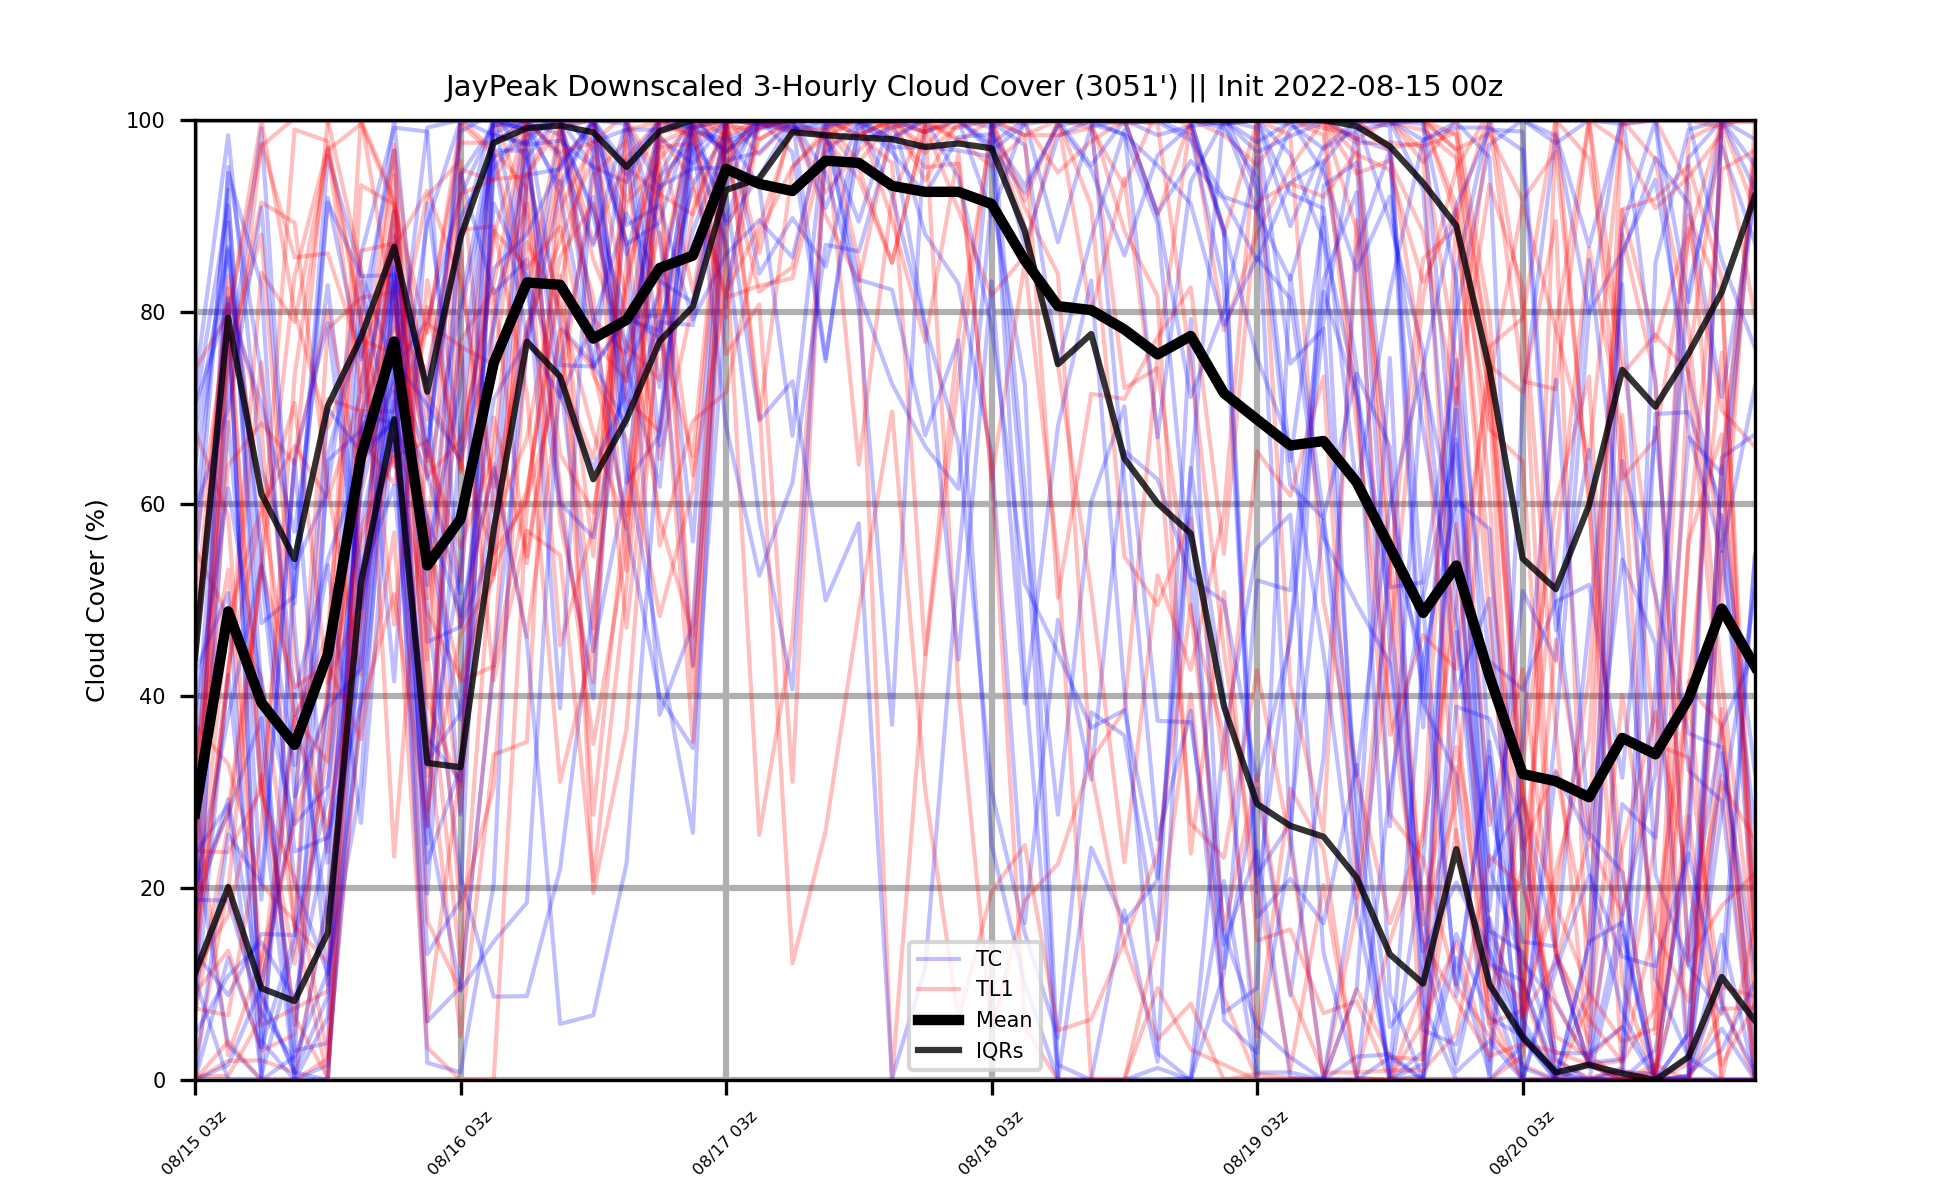 JayPeak Downscaled 3-Hourly Cloud Cover (3051') || Init 2022-08-15 00z
Cloud Cover (%)
100
80
60
40
20
0
TC
TL1
Mean
IQRs
08/15 03z
08/16 03z
08/17 03z
08/18 03z
08/19 03z
08/20 03z